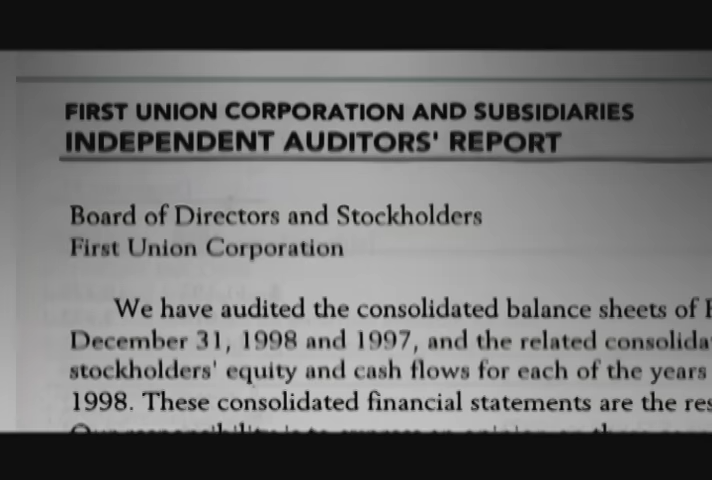 FIRST UNION CORPORATION AND SUBSIDIARIES
INDEPENDENT AUDITORS' REPORT
Board of Directors and Stockholders
First Union Corporation
We have audited the consolidated balance sheets of
December 31, 1998 and 1997, and the related
stockholders' equity and cash flows for each of the years
1998. These consolidated financial statements are the